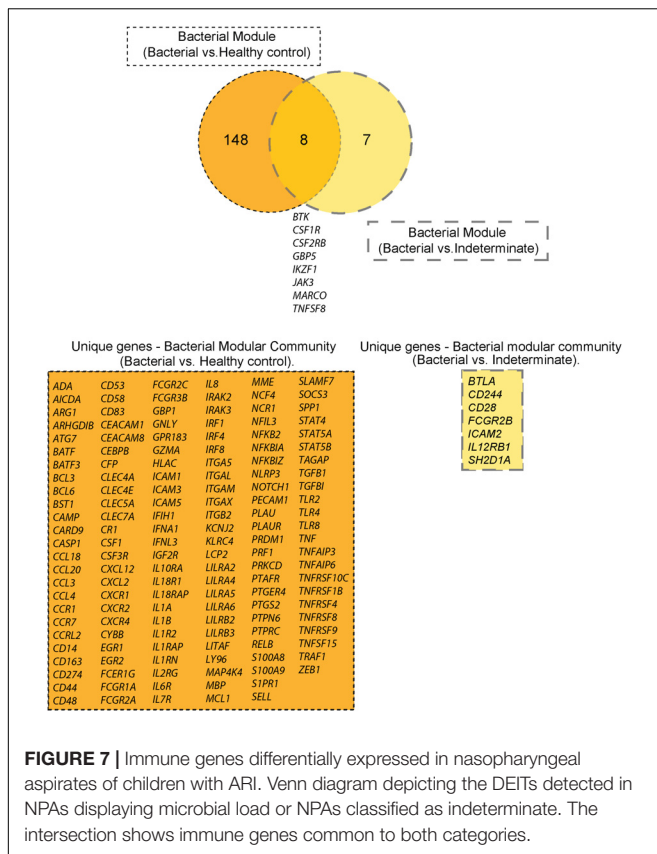 Bacterial Module
(Bacterial vs.Healthy control)
148
8
7
BTK
CSF1R
CSF2RB
GBP5
IKZF1
JAK3
MARCO
TNFSF8
Bacterial Module
(Bacterial vs.Indeterminate)
Unique genes - Bacterial Modular Community
(Bacterial vs. Healthy control).
ADA
AICDA
ARG1
ARHGDIB
ATG7
BATF
BATF3
BCL3
BCL6
BST1
CAMP
CARD9
CASP1
CCL18
CCL20
CCL3
CCL4
CCR1
CCR7
CCRL2
CD14
CD163
CD274
CD44
CD48
CD53
CD58
CD83
CEACAM1
CEACAM8
CEBPB
CFP
CLEC4A
CLEC4E
CLEC5A
CLEC7A
CR1
CSF1
CSF3R
CXCL12
CXCL2
CXCR1
CXCR2
CXCR4
CYBB
EGR1
EGR2
FCER1G
FCGR1A
FCGR2A
FCGR2C
FCGR3B
GBP1
GNLY
GPR183
GZMA
HLAC
ICAM1
ICAM3
ICAM5
IFIH1
IFNA1
IFNL3
IGF2R
IL10RA
IL18R1
IL18RAP
IL1A
IL1B
IL1R2
IL1RAP
IL1RN
IL2RG
IL6R
IL7R
IL8
IRAK2
IRAK3
IRF1
IRF4
IRF8
ITGA5
ITGAL
ITGAM
ITGAX
ITGB2
KCNJ2
KLRC4
LCP2
LILRA2
LILRA4
LILRA5
LILRA6
LILRB2
LILRB3
LITAF
LY96
MAP4K4
MBP
MCL1
MME
NCF4
NCR1
NFIL3
NFKB2
NFKBIA
NFKBIZ
NLRP3
NOTCH1
PECAM1
PLAU
PLAUR
PRDM1
PRF1
PRKCD
PTAFR
PTGER4
PTGS2
PTPN6
PTPRC
RELB
S100A8
S100A9
S1PR1
SELL
SLAMF7
SOCS3
SPP1
STAT4
STAT5A
STAT5B
TAGAP
TGFB1
TGFBI
TLR2
TLR4
TLR8
TNF
TNFAIP3
TNFAIP6
TNFRSF10C
TNFRSF1B
TNFRSF4
TNFRSF8
TNFRSF9
TNFSF15
TRAF1
ZEB1
Unique genes - Bacterial modular community
(Bacterial vs. Indeterminate).
BTLA
CD244
CD28
FCGR2B
ICAM2
IL12RB1
SH2D1A
FIGURE 7 | Immune genes differentially expressed in nasopharyngeal
aspirates of children with ARI. Venn diagram depicting the DEITs detected in
NPAs displaying microbial load or NPAs classified as indeterminate. The
intersection shows immune genes common to both categories.